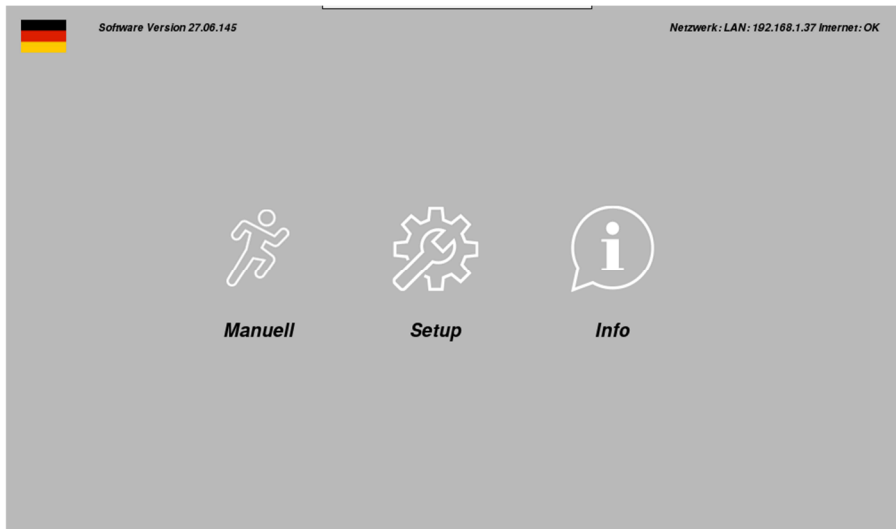 Software Version 27.06.145
Netzwerk: LAN: 192.168.1.37 Internet: OK
Manuell
Setup
Info